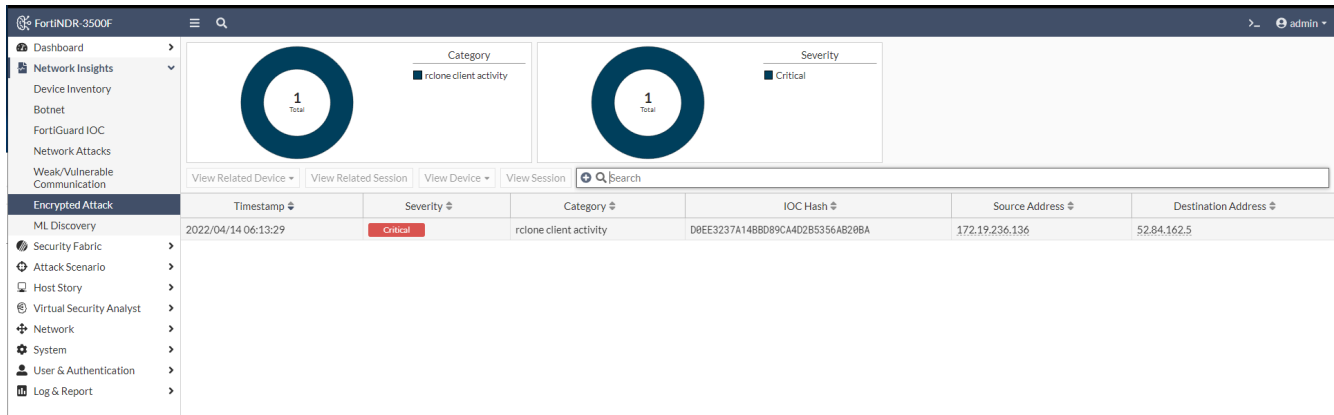 FortiNDR-3500F
>_ admin
Dashboard
Network Insights
Device Inventory
Botnet
FortiGuard IOC
Network Attacks
Weak/Vulnerable
Communication
Encrypted Attack
ML Discovery
Security Fabric
Attack Scenario
Host Story
Virtual Security Analyst
Network
System
User & Authentication
Log & Report
1
Total
Category
rclone client activity
1
Total
Severity
Critical
View Related Device View Related Session View Device View Session Search
Timestamp Severity Category IOC Hash Source Address Destination Address
2022/04/14 06:13:29 Critical rclone client activity D0EE3237A14BBD89CA4D2B5356AB20BA 172.19.236.136 52.84.162.5